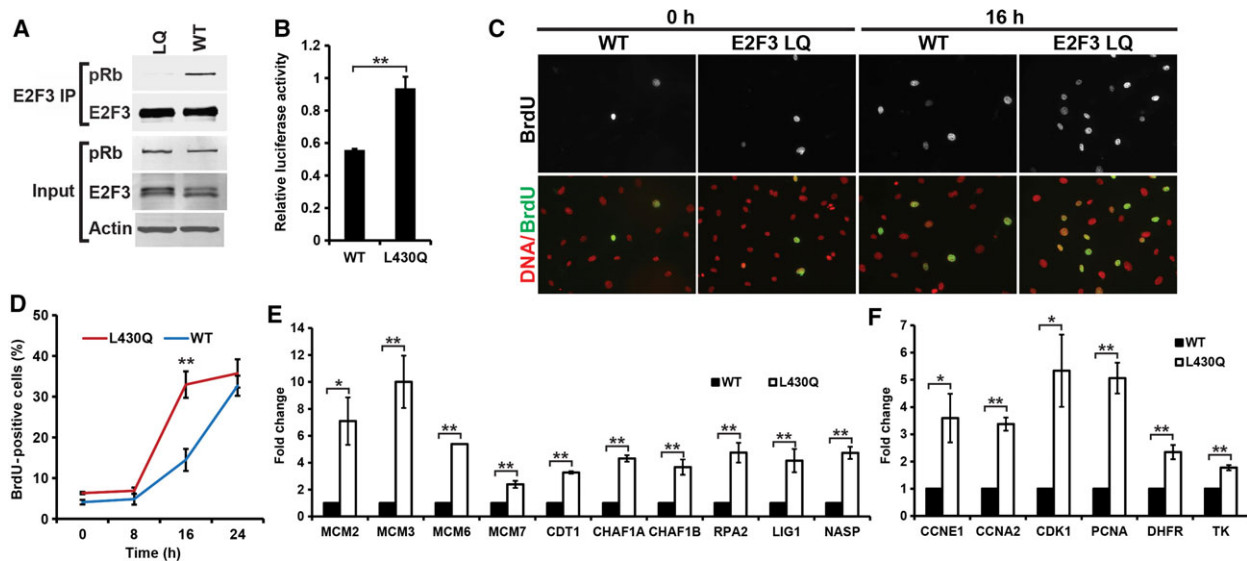 A
LQ
WT
E2F3 IP
pRb
E2F3
Input
pRb
E2F3
Actin
B
Relative luciferase activity
1.2
1
0.8
0.6
0.4
0.2
0
**
WT
L430Q
C
0 h
16 h
WT
E2F3 LQ
WT
E2F3 LQ
BrdU
DNA/BrdU
D
BrdU-positive cells (%)
50
40
30
20
10
0
L430Q
WT
**
0
8
16
24
Time (h)
E
Fold change
14
12
10
8
6
4
2
0
WT
L430Q
*
**
**
**
**
**
**
**
**
**
MCM2
MCM3
MCM6
MCM7
CDT1
CHAF1A
CHAF1B
RPA2
LIG1
NASP
F
Fold change
7
6
5
4
3
2
1
0
WT
L430Q
*
**
*
**
**
**
CCNE1
CCNA2
CDK1
PCNA
DHFR
TK